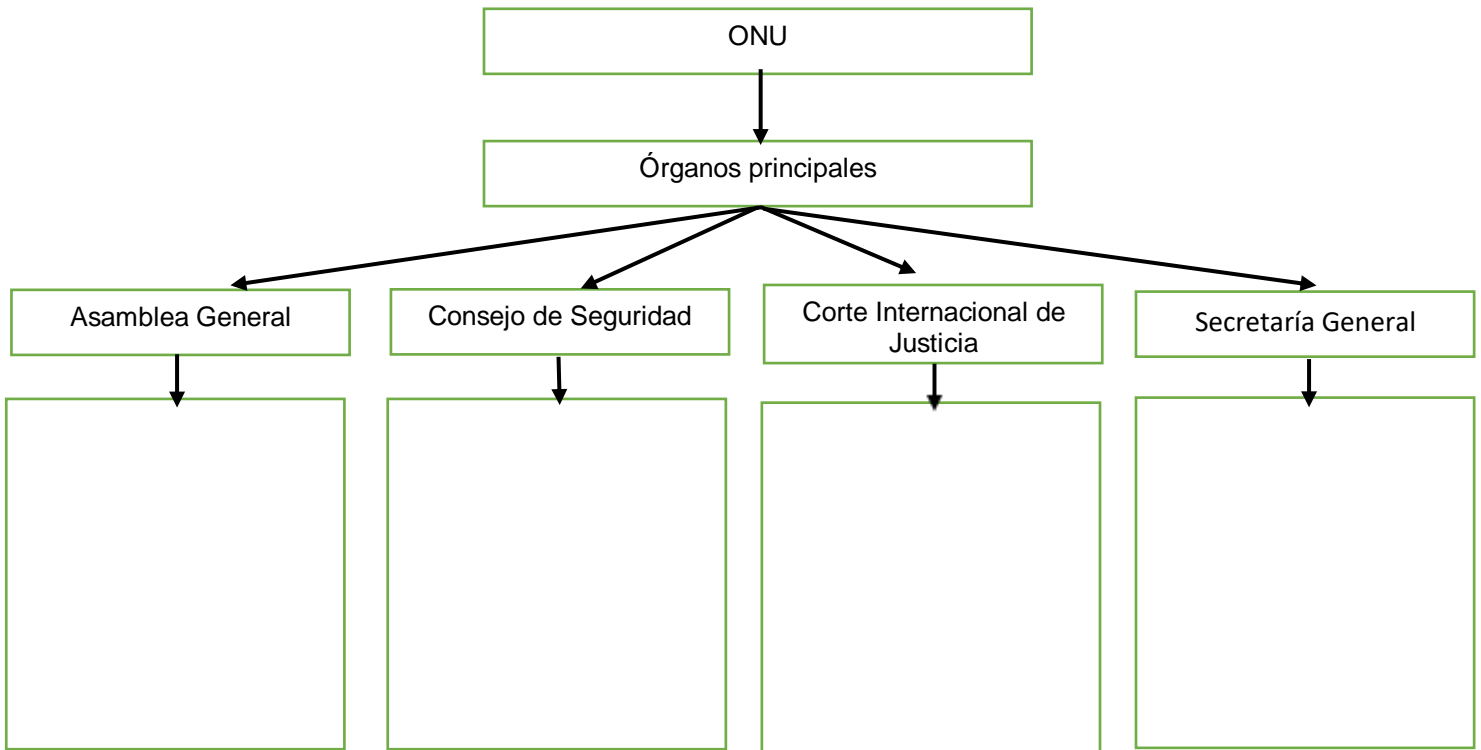 ONU
Órganos principales
Asamblea General
Consejo de Seguridad
Corte Internacional de
Justicia
Secretaría General